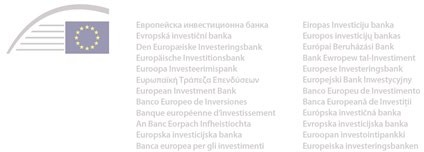 Европейска инвестиционна банка
Evropská investiční banka
Den Europæiske Investeringsbank
Europäische Investitionsbank
Euroopa Investeerimispank
Ευρωπαϊκή Τράπεζα Επενδύσεων
European Investment Bank
Banco Europeo de Inversiones
Banque européenne d'investissement
An Banc Eorpach Infheistíochta
Europska investicijska banka
Banca europea per gli investimenti
Eiropas Investīciju banka
Europos investicijų bankas
Európai Beruházási Bank
Bank Ewropew tal-Investiment
Europese Investeringsbank
Europejski Bank Inwestycyjny
Banco Europeu de Investimento
Banca Europeană de Investiții
Európska investičná banka
Evropska investicijska banka
Euroopan investointipankki
Europeiska investeringsbanken